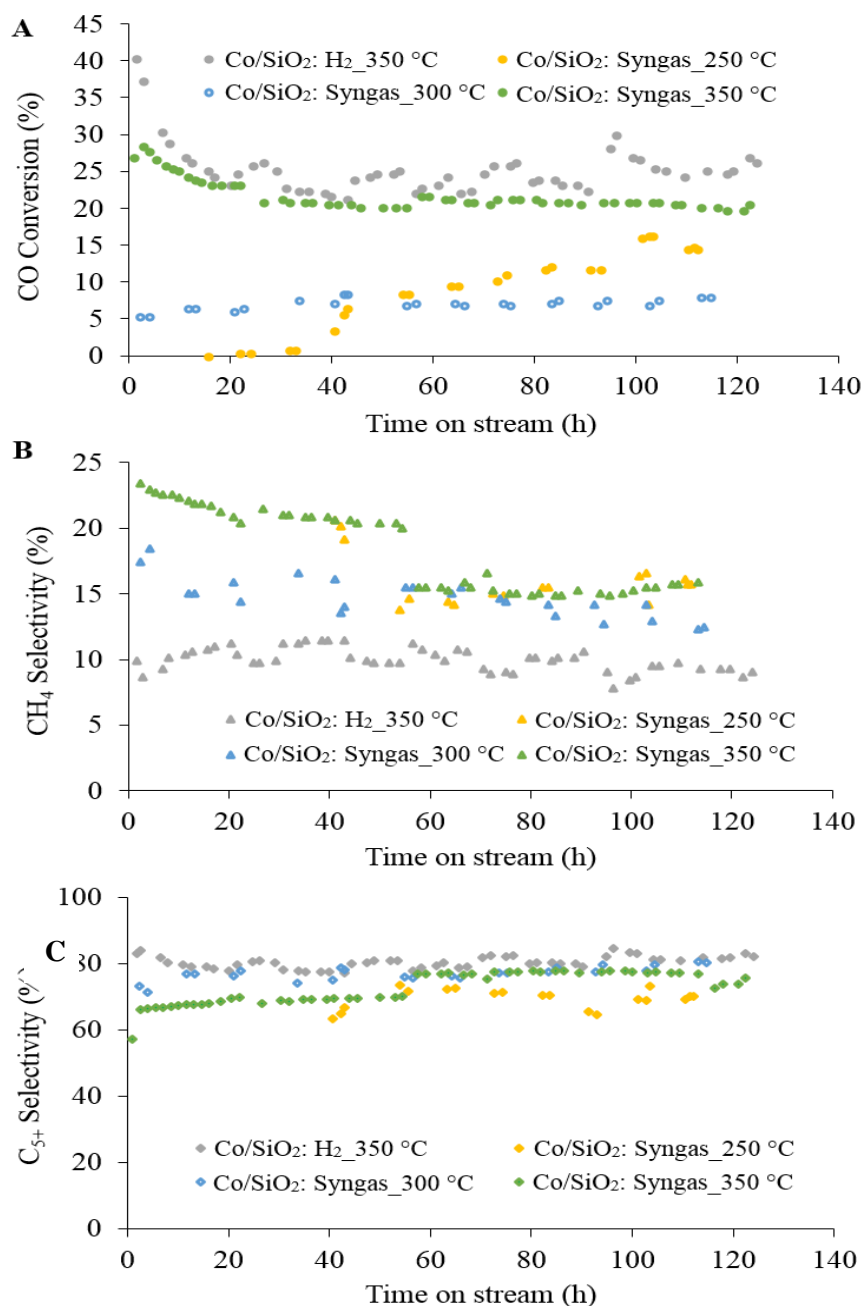 A
45
40
35
30
25
20
15
10
5
0
CO Conversion (%)
Co/SiO₂: H₂_350 °C
Co/SiO₂: Syngas_250 °C
Co/SiO₂: Syngas_300 °C
Co/SiO₂: Syngas_350 °C
0 20 40 60 80 100 120 140
Time on stream (h)
B
25
20
15
10
5
0
CH₄ Selectivity (%)
Co/SiO₂: H₂_350 °C
Co/SiO₂: Syngas_250 °C
Co/SiO₂: Syngas_300 °C
Co/SiO₂: Syngas_350 °C
0 20 40 60 80 100 120 140
Time on stream (h)
C
100
80
60
40
20
0
C₅₊ Selectivity
Co/SiO₂: H₂_350 °C
Co/SiO₂: Syngas_250 °C
Co/SiO₂: Syngas_300 °C
Co/SiO₂: Syngas_350 °C
0 20 40 60 80 100 120 140
Time on stream (h)